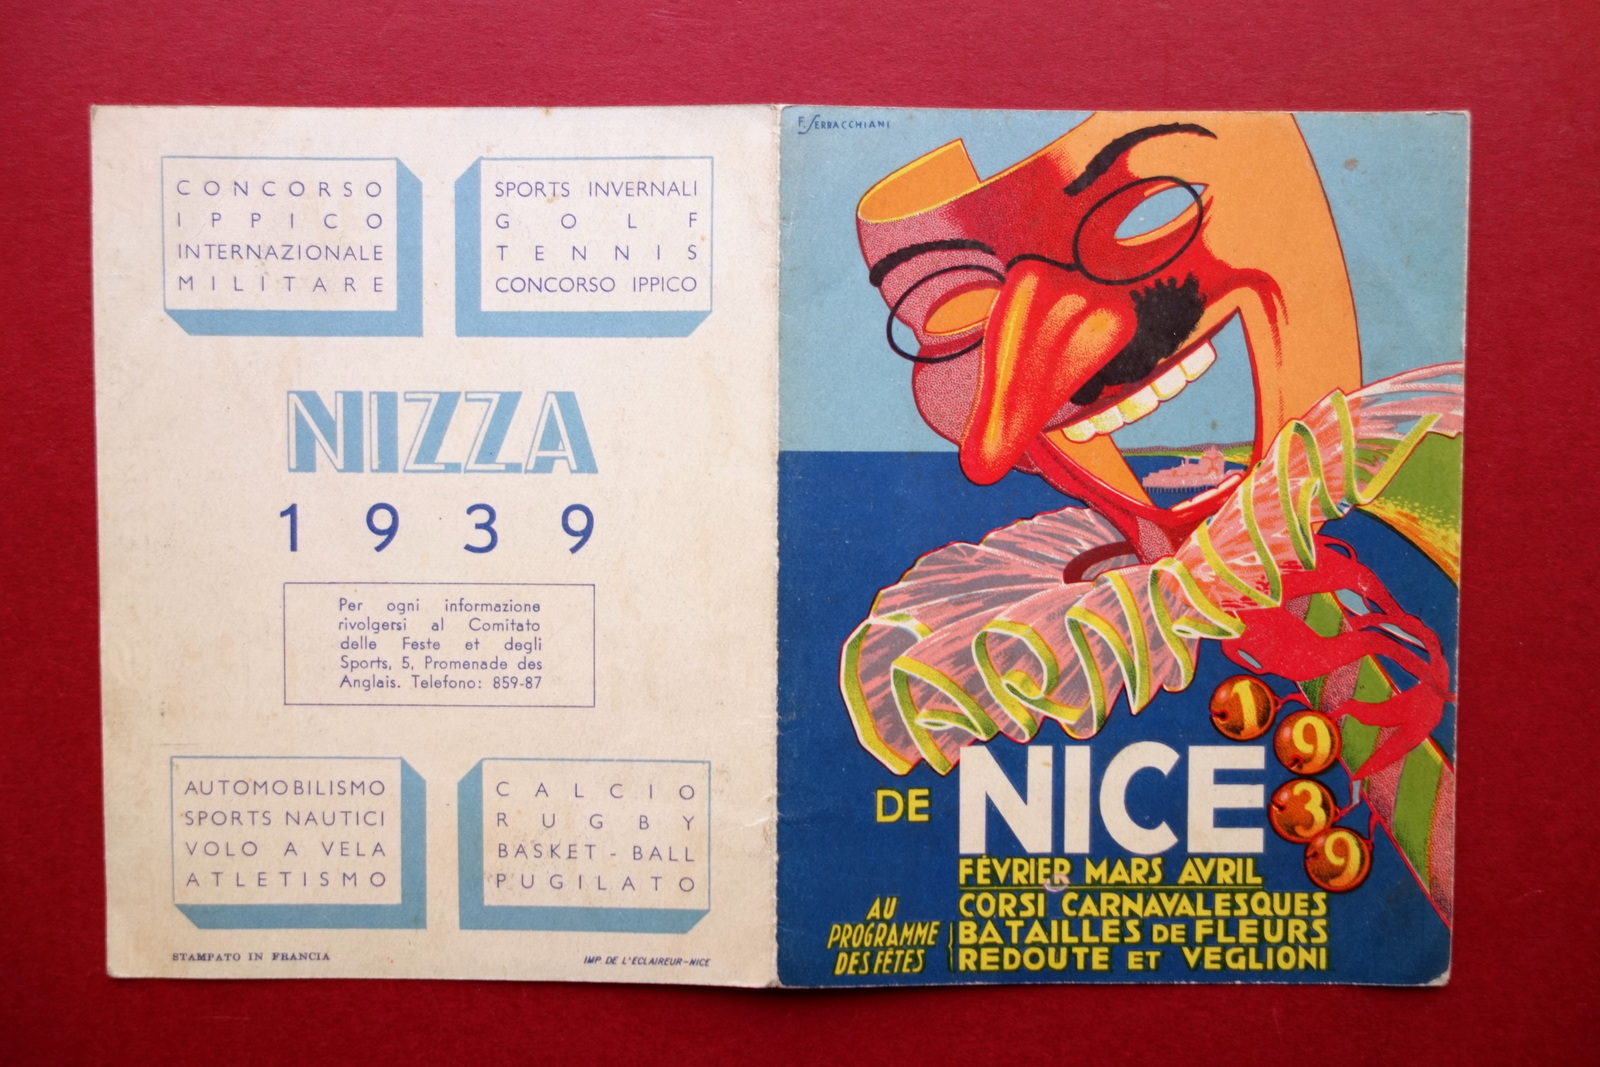 CONCORSO
IPPICO
INTERNAZIONALE
MILITARE
SPORTS INVERNALI
GOLF
TENNIS
CONCORSO IPPICO
NIZZA
1939
Per ogni informazione
rivolgersi al Comitato
delle Feste et degli
Sports, 5, Promenade des
Anglais. Telefono: 859-87
AUTOMOBILISMO
SPORTS NAUTICI
VOLO A VELA
ATLETISMO
CALCIO
RUGBY
BASKET-BALL
PUGILATO
STAMPATO IN FRANCIA
IMP DE L'ECLAIREUR-NICE
F. SERRACCHIANI
CARNAVAL
DE NICE
1939
FÉVRIER MARS AVRIL
AU
PROGRAMME
DES FÊTES
CORSI CARNAVALESQUES
BATAILLES DE FLEURS
REDOUTE ET VEGLIONI